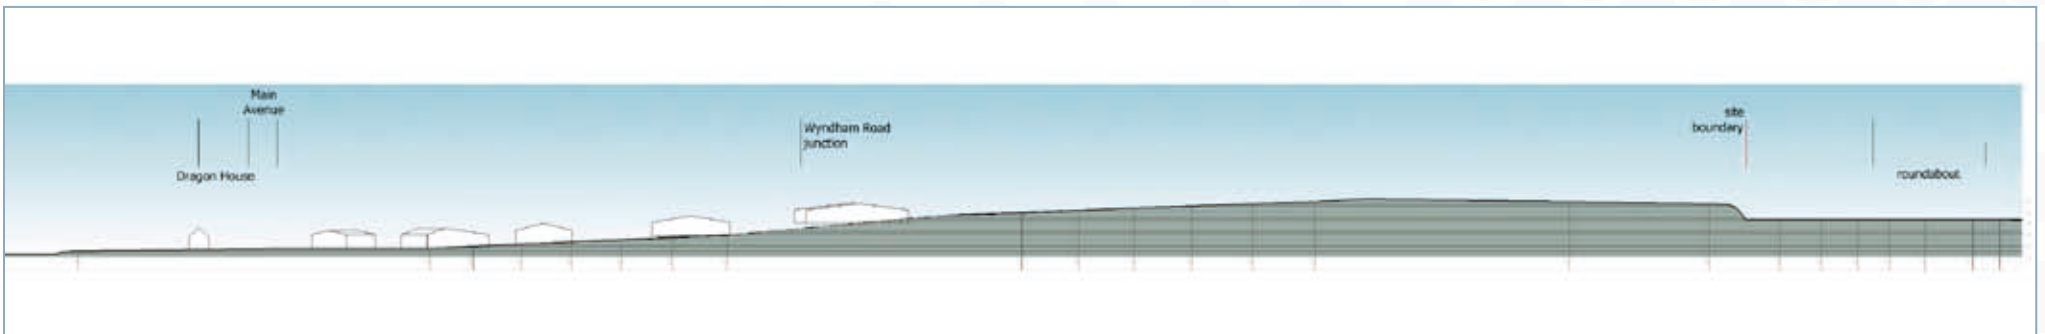 Main
Avenue
Dragon House
Wyndham Road
junction
site
boundary
roundabout